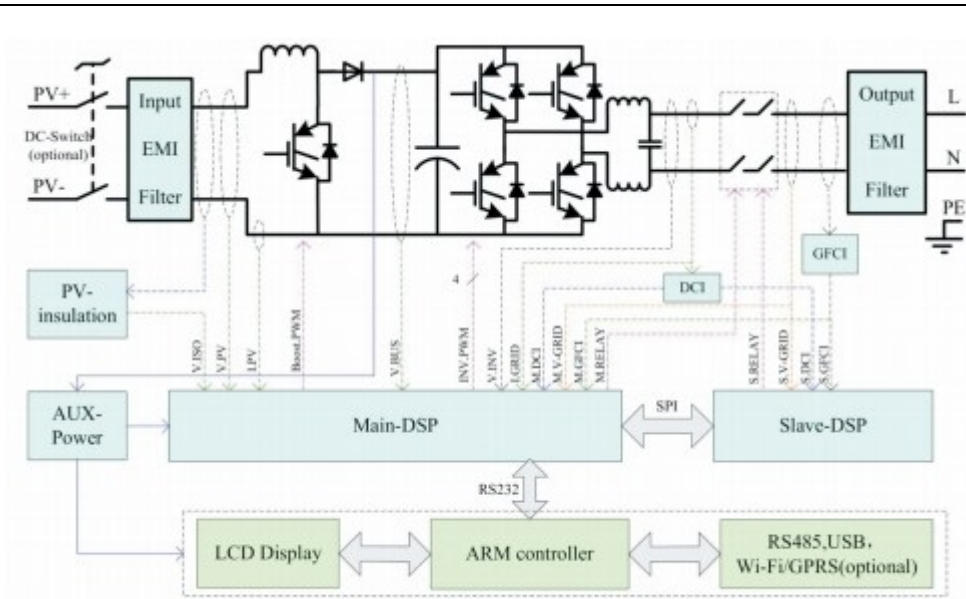 PV+
DC-Switch
(optional)
PV-
Input
EMI
Filter
Output
EMI
Filter
L
N
PE
GFCI
DCI
PV-
insulation
4
V.ISO
V.PV
I.PV
Boost.PWM
V.BUS
INV.PWM
V.INV
I.GRID
M.DCI
M.V-GRID
M.GFCI
M.RELAY
S.RELAY
S.V-GRID
S.DCI
S.GFCI
AUX-
Power
Main-DSP
SPI
Slave-DSP
RS232
LCD Display
ARM controller
RS485,USB，
Wi-Fi/GPRS(optional)